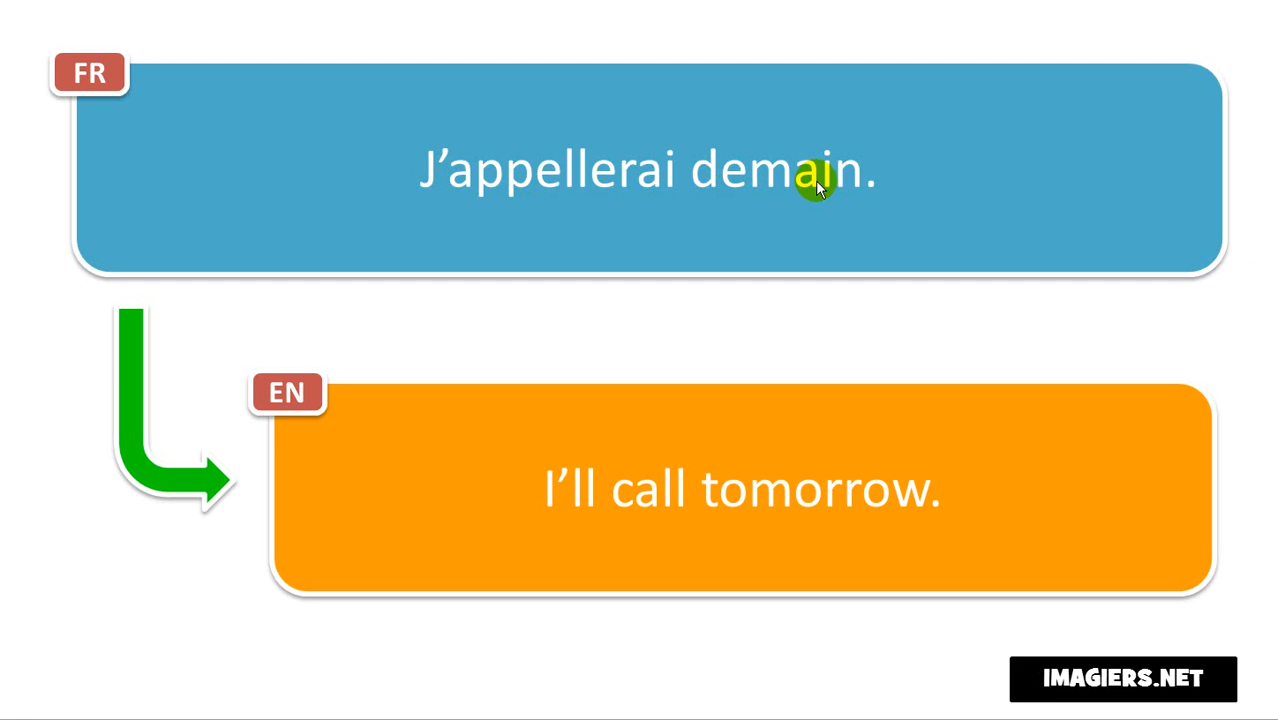 FR
J’appellerai demain.
EN
I’ll call tomorrow.
IMAGIERS.NET